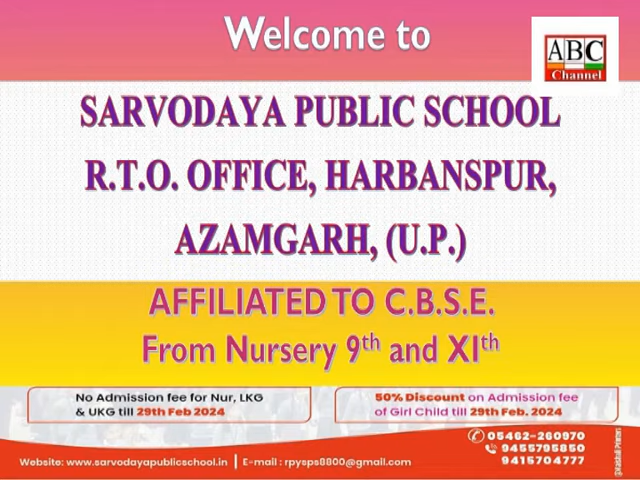 Welcome to
ABC
Channel
SARVODAYA PUBLIC SCHOOL
R.T.O. OFFICE, HARBANSPUR,
AZAMGARH, (U.P.)
AFFILIATED TO C.B.S.E.
From Nursery 9th and XIth
No Admission fee for Nur, LKG
& UKG till 29th Feb 2024
50% Discount on Admission fee
of Girl Child till 29th Feb. 2024
05462-260970
9455795850
9415704777
Website: www.sarvodayapublicschool.in | E-mail : rpysps8800@gmail.com